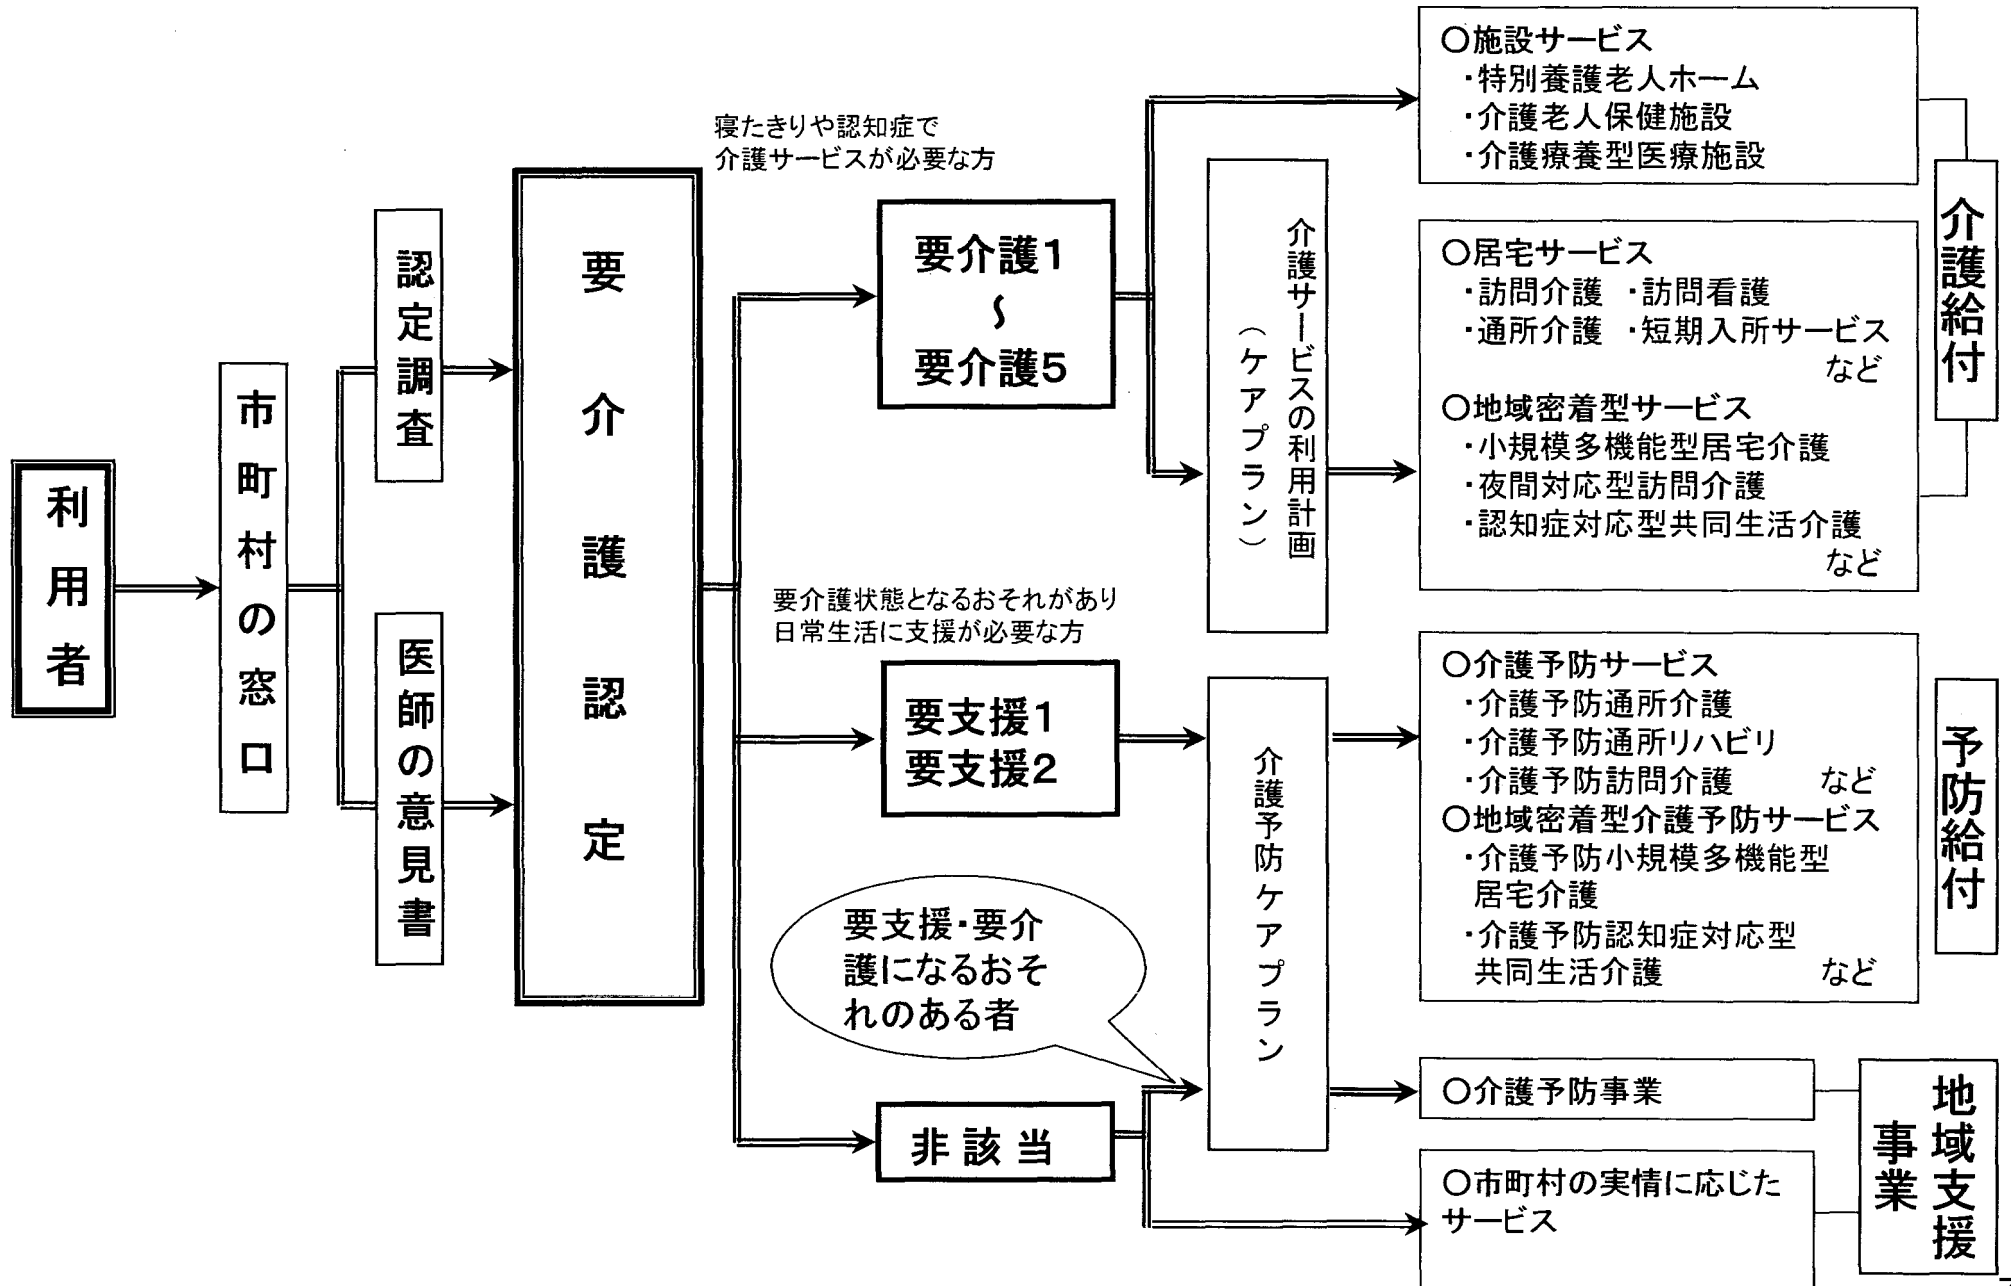 利用者
市町村の窓口
認定調査
医師の意見書
要介護認定
寝たきりや認知症で
介護サービスが必要な方
要介護1
~
要介護5
要介護状態となるおそれがあり
日常生活に支援が必要な方
要支援1
要支援2
要支援・要介
護になるおそ
れのある者
非該当
介護サービスの利用計画
(ケアプラン)
介護予防ケアプラン
○施設サービス
・特別養護老人ホーム
・介護老人保健施設
・介護療養型医療施設
○居宅サービス
・訪問介護 ・訪問看護
・通所介護 ・短期入所サービス
など
○地域密着型サービス
・小規模多機能型居宅介護
・夜間対応型訪問介護
・認知症対応型共同生活介護
など
介護給付
○介護予防サービス
・介護予防通所介護
・介護予防通所リハビリ
・介護予防訪問介護 など
○地域密着型介護予防サービス
・介護予防小規模多機能型
居宅介護
・介護予防認知症対応型
共同生活介護 など
予防給付
○介護予防事業
○市町村の実情に応じた
サービス
地域支援
事業